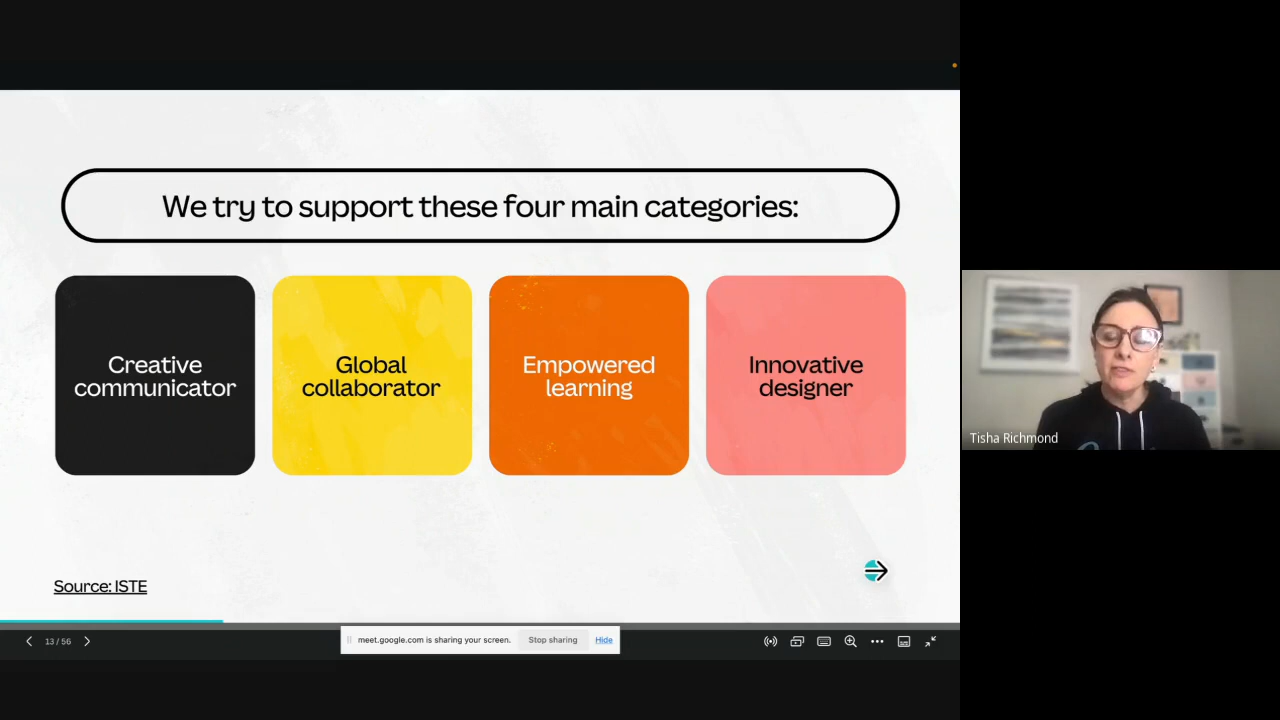 We try to support these four main categories:
Creative
communicator
Global
collaborator
Empowered
learning
Innovative
designer
Source: ISTE
13 / 56
meet.google.com is sharing your screen.
Stop sharing
Hide
Tisha Richmond